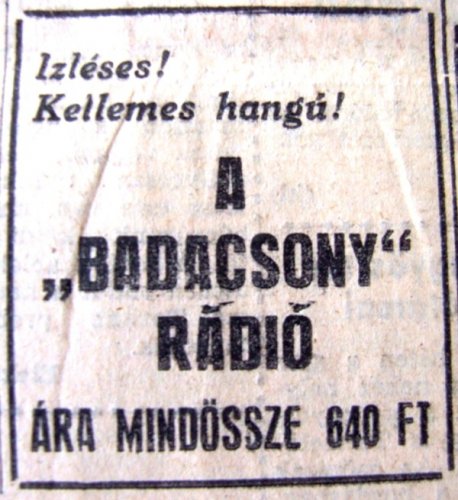 Izléses!
Kellemes hangú!
A
„BADACSONY“
RÁDIÓ
ÁRA MINDÖSSZE 640 FT